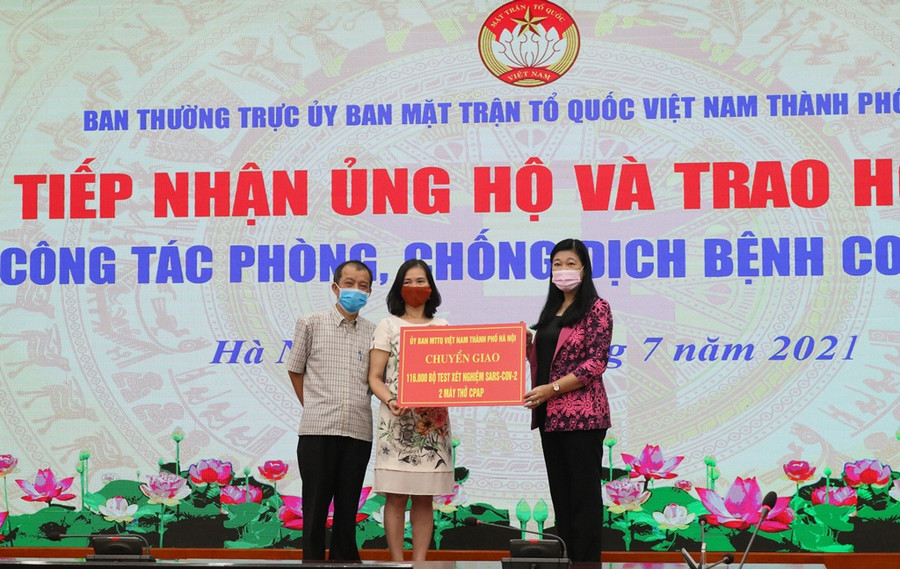 MẶT TRẬN TỔ QUỐC
VIỆT NAM
BAN THƯỜNG TRỰC ỦY BAN MẶT TRẬN TỔ QUỐC VIỆT NAM THÀNH PHỐ
TIẾP NHẬN ỦNG HỘ VÀ TRAO H
CÔNG TÁC PHÒNG, CHỐNG DỊCH BỆNH CO
Hà N g 7 năm 2021
ỦY BAN MTTQ VIỆT NAM THÀNH PHỐ HÀ NỘI
CHUYỂN GIAO
116.000 BỘ TEST XÉT NGHIỆM SARS-COV-2
2 MÁY THỞ CPAP